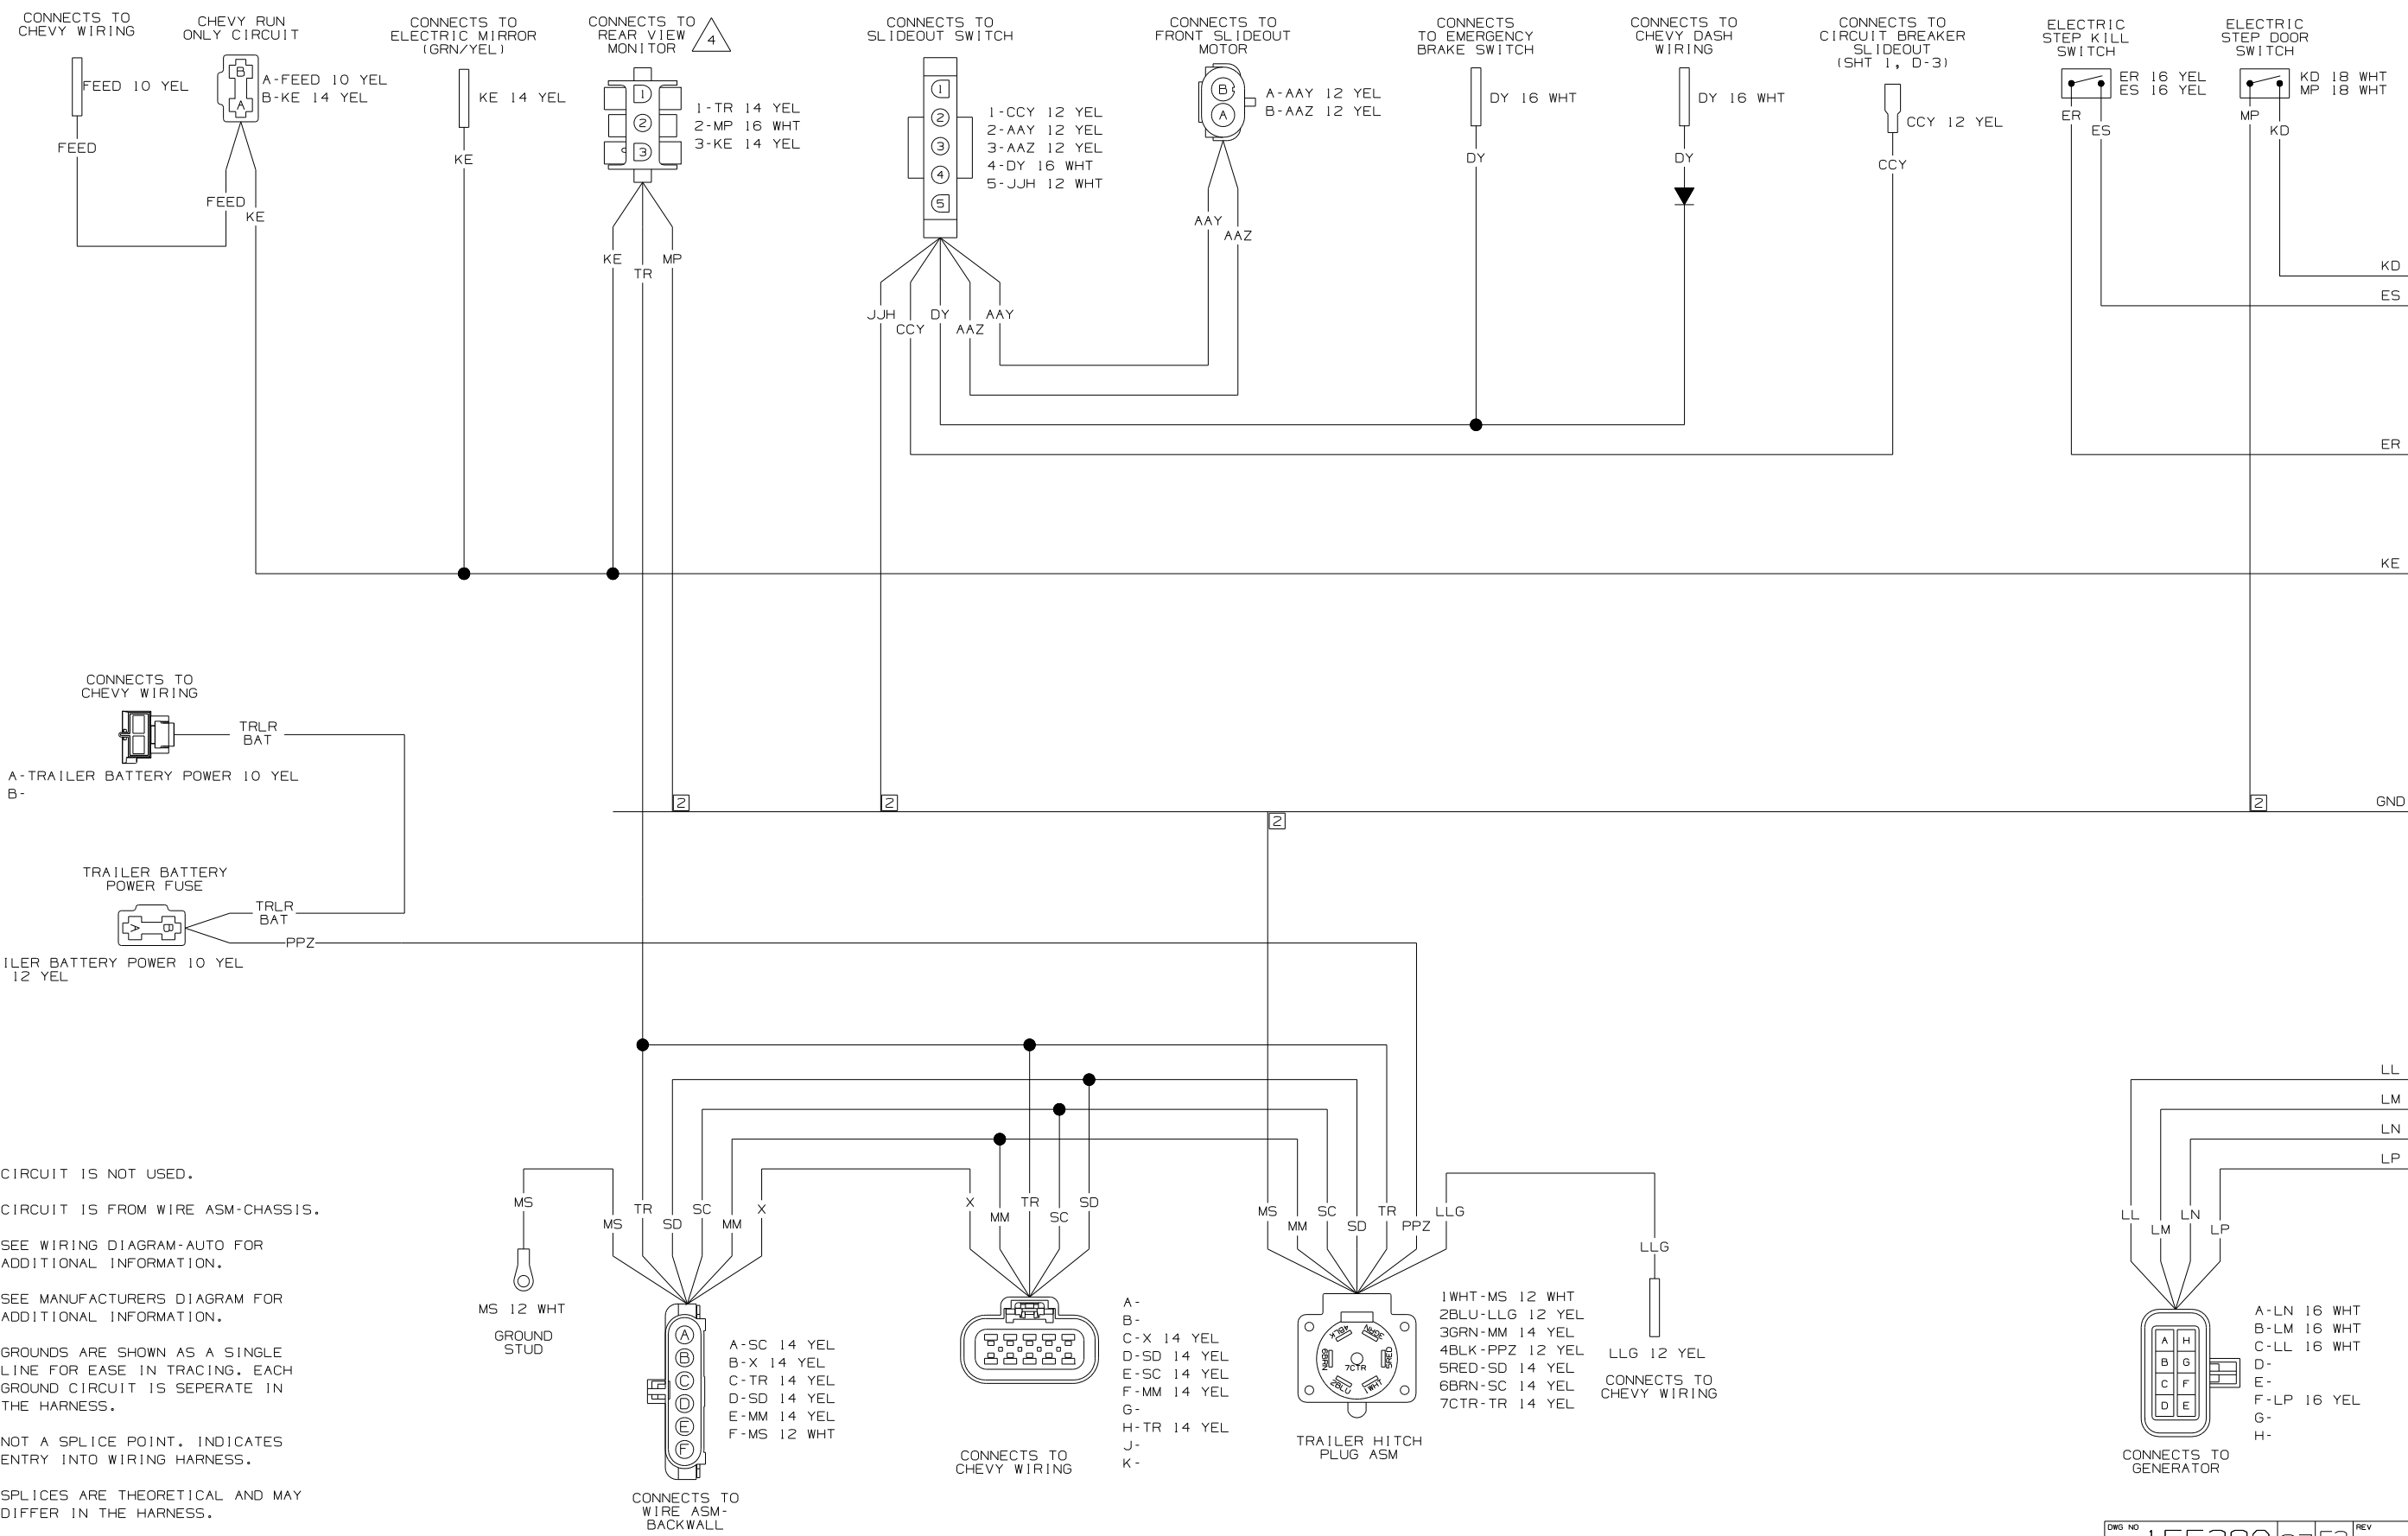 CONNECTS TO
CHEVY WIRING
FEED 10 YEL
FEED
CHEVY RUN
ONLY CIRCUIT
B
A
A-FEED 10 YEL
B-KE 14 YEL
FEED
KE
CONNECTS TO
ELECTRIC MIRROR
(GRN/YEL)
KE 14 YEL
KE
CONNECTS TO
REAR VIEW
MONITOR
4
1
2
3
1-TR 14 YEL
2-MP 16 WHT
3-KE 14 YEL
KE
TR
MP
CONNECTS TO
SLIDEOUT SWITCH
1
2
3
4
5
1-CCY 12 YEL
2-AAY 12 YEL
3-AAZ 12 YEL
4-DY 16 WHT
5-JJH 12 WHT
JJH
CCY
DY
AAZ
AAY
CONNECTS TO
FRONT SLIDEOUT
MOTOR
B
A
A-AAY 12 YEL
B-AAZ 12 YEL
AAY
AAZ
CONNECTS
TO EMERGENCY
BRAKE SWITCH
DY 16 WHT
DY
CONNECTS TO
CHEVY DASH
WIRING
DY 16 WHT
DY
CONNECTS TO
CIRCUIT BREAKER
SLIDEOUT
(SHT 1, D-3)
CCY 12 YEL
CCY
ELECTRIC
STEP KILL
SWITCH
ER 16 YEL
ES 16 YEL
ER
ES
ELECTRIC
STEP DOOR
SWITCH
KD 18 WHT
MP 18 WHT
MP
KD
KD
ES
ER
KE
CONNECTS TO
CHEVY WIRING
TRLR
BAT
A-TRAILER BATTERY POWER 10 YEL
B-
2
2
2
2
GND
TRAILER BATTERY
POWER FUSE
A
B
TRLR
BAT
PPZ
ILER BATTERY POWER 10 YEL
12 YEL
CIRCUIT IS NOT USED.
CIRCUIT IS FROM WIRE ASM-CHASSIS.
SEE WIRING DIAGRAM-AUTO FOR
ADDITIONAL INFORMATION.
SEE MANUFACTURERS DIAGRAM FOR
ADDITIONAL INFORMATION.
GROUNDS ARE SHOWN AS A SINGLE
LINE FOR EASE IN TRACING. EACH
GROUND CIRCUIT IS SEPERATE IN
THE HARNESS.
NOT A SPLICE POINT. INDICATES
ENTRY INTO WIRING HARNESS.
SPLICES ARE THEORETICAL AND MAY
DIFFER IN THE HARNESS.
MS
MS 12 WHT
GROUND
STUD
MS
TR
SD
SC
MM
X
A
B
C
D
E
F
A-SC 14 YEL
B-X 14 YEL
C-TR 14 YEL
D-SD 14 YEL
E-MM 14 YEL
F-MS 12 WHT
CONNECTS TO
WIRE ASM-
BACKWALL
X
MM
TR
SC
SD
A-
B-
C-X 14 YEL
D-SD 14 YEL
E-SC 14 YEL
F-MM 14 YEL
G-
H-TR 14 YEL
J-
K-
CONNECTS TO
CHEVY WIRING
MS
MM
SC
SD
TR
PPZ
LLG
4BLK
3GRN
6BRN
5RED
7CTR
2BLU
1WHT
1WHT-MS 12 WHT
2BLU-LLG 12 YEL
3GRN-MM 14 YEL
4BLK-PPZ 12 YEL
5RED-SD 14 YEL
6BRN-SC 14 YEL
7CTR-TR 14 YEL
TRAILER HITCH
PLUG ASM
LLG
LLG 12 YEL
CONNECTS TO
CHEVY WIRING
LL
LM
LN
LP
LL
LM
LN
LP
A H
B G
C F
D E
A-LN 16 WHT
B-LM 16 WHT
C-LL 16 WHT
D-
E-
F-LP 16 YEL
G-
H-
CONNECTS TO
GENERATOR
DWG NO
REV